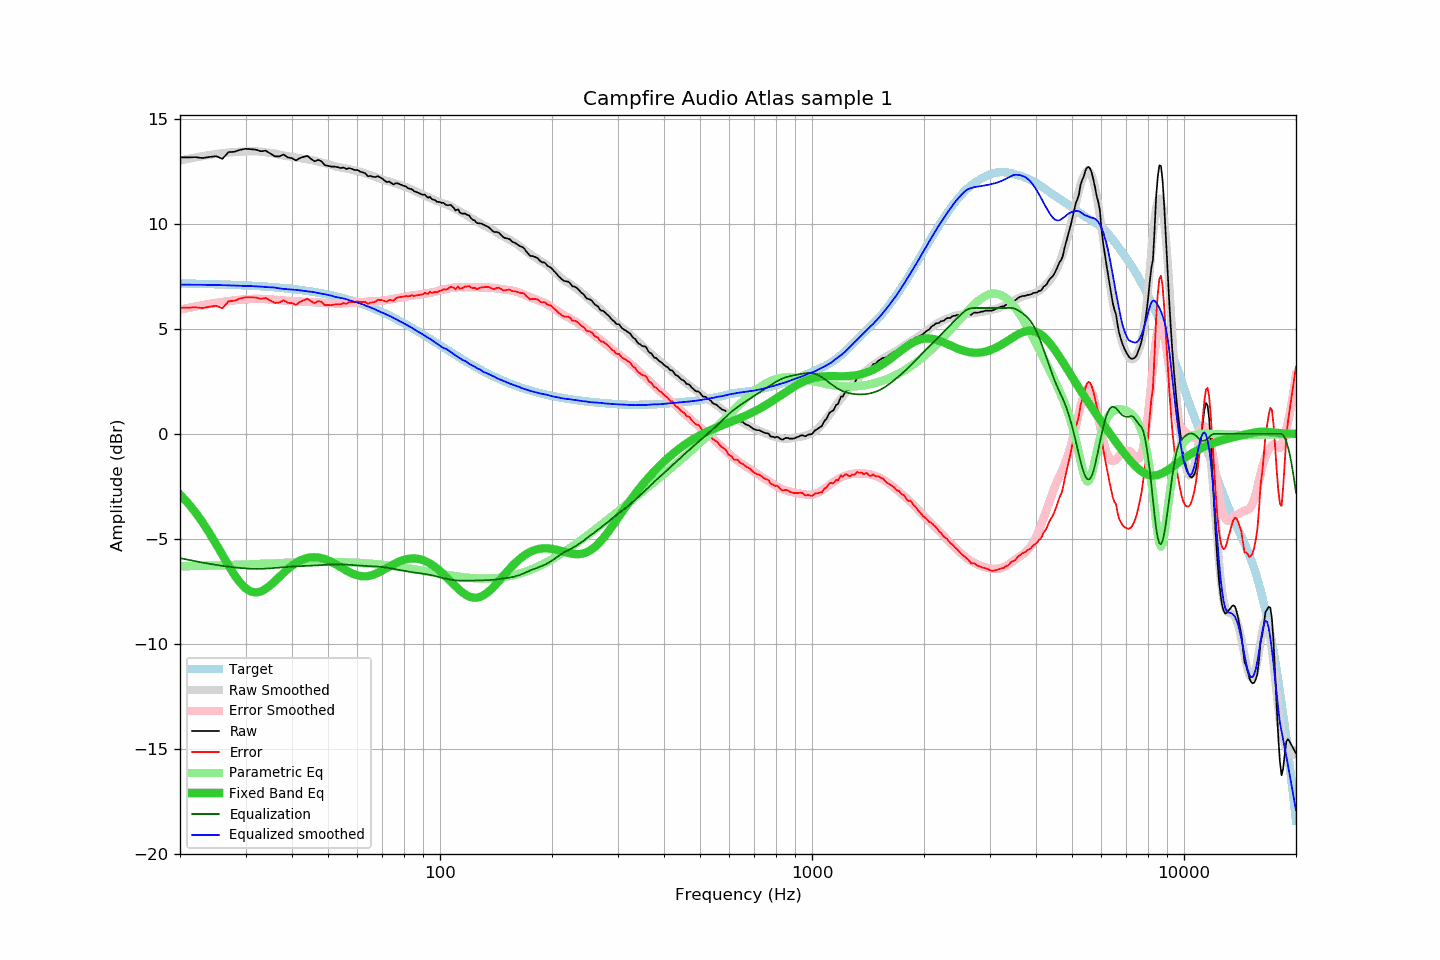 Campfire Audio Atlas sample 1
15
10
5
0
−5
−10
−15
−20
Amplitude (dBr)
Target
Raw Smoothed
Error Smoothed
Raw
Error
Parametric Eq
Fixed Band Eq
Equalization
Equalized smoothed
100
1000
10000
Frequency (Hz)